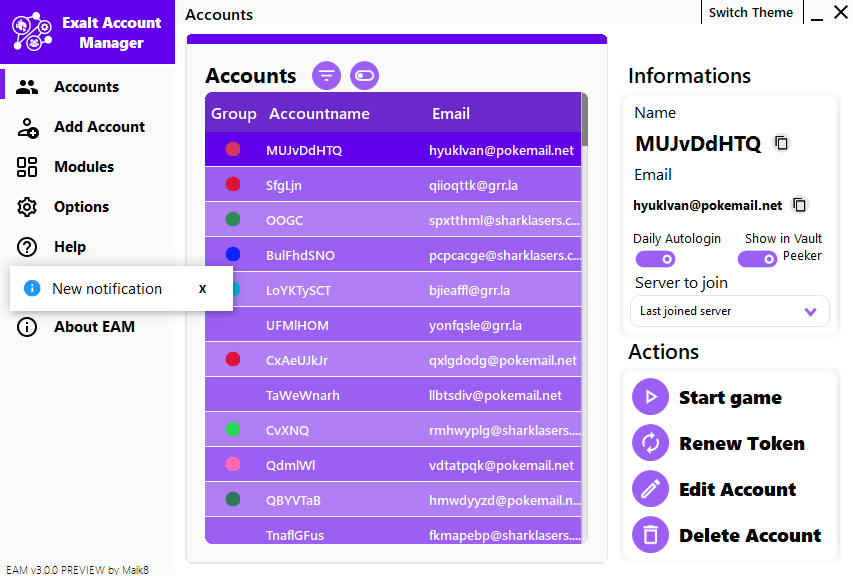 Exalt Account
Manager
Accounts
Switch Theme
Accounts
Add Account
Modules
Options
Help
New notification x
About EAM
EAM v3.0.0 PREVIEW by Maik8
Accounts
Group Accountname Email
MUJvDdHTQ hyuklvan@pokemail.net
SfgLjn qiioqttk@grr.la
OOGC spxtthml@sharklasers.c...
BulFhdSNO pcpcacge@sharklasers.c...
LoYKTySCT bjieaffl@grr.la
UFMlHOM yonfqsle@grr.la
CxAeUJkJr qxlgdodg@pokemail.net
TaWeWnarh llbtsdiv@pokemail.net
CvXNQ rmhwyplg@sharklasers....
QdmlWl vdtatpqk@pokemail.net
QBYVTaB hmwdyyzd@pokemail.n...
TnaflGFus fkmapebp@sharklasers....
Informations
Name
MUJvDdHTQ
Email
hyuklvan@pokemail.net
Daily Autologin
Show in Vault
Peeker
Server to join
Last joined server
Actions
Start game
Renew Token
Edit Account
Delete Account